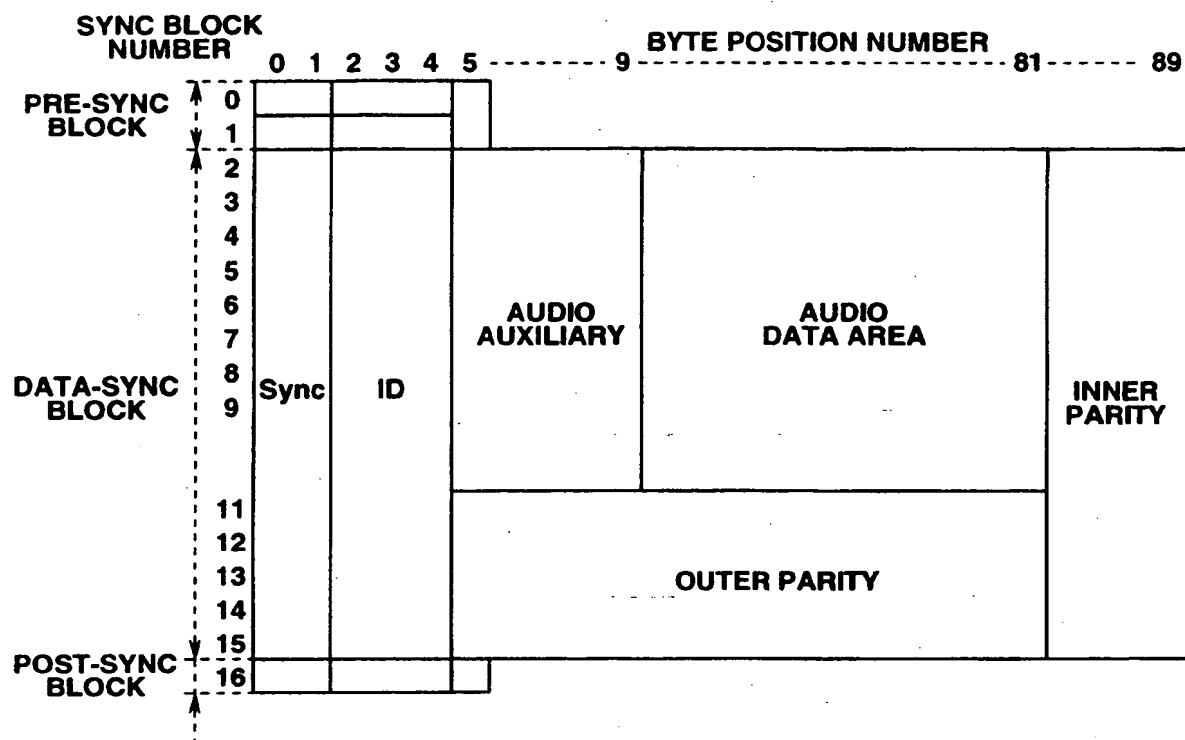 SYNC BLOCK
NUMBER
BYTE POSITION NUMBER
0 1 2 3 4 5 9 81 89
PRE-SYNC
BLOCK
0
1
DATA-SYNC
BLOCK
2
3
4
5
6
7
8
9
11
12
13
14
15
Sync
ID
AUDIO
AUXILIARY
AUDIO
DATA AREA
INNER
PARITY
OUTER PARITY
POST-SYNC
BLOCK
16